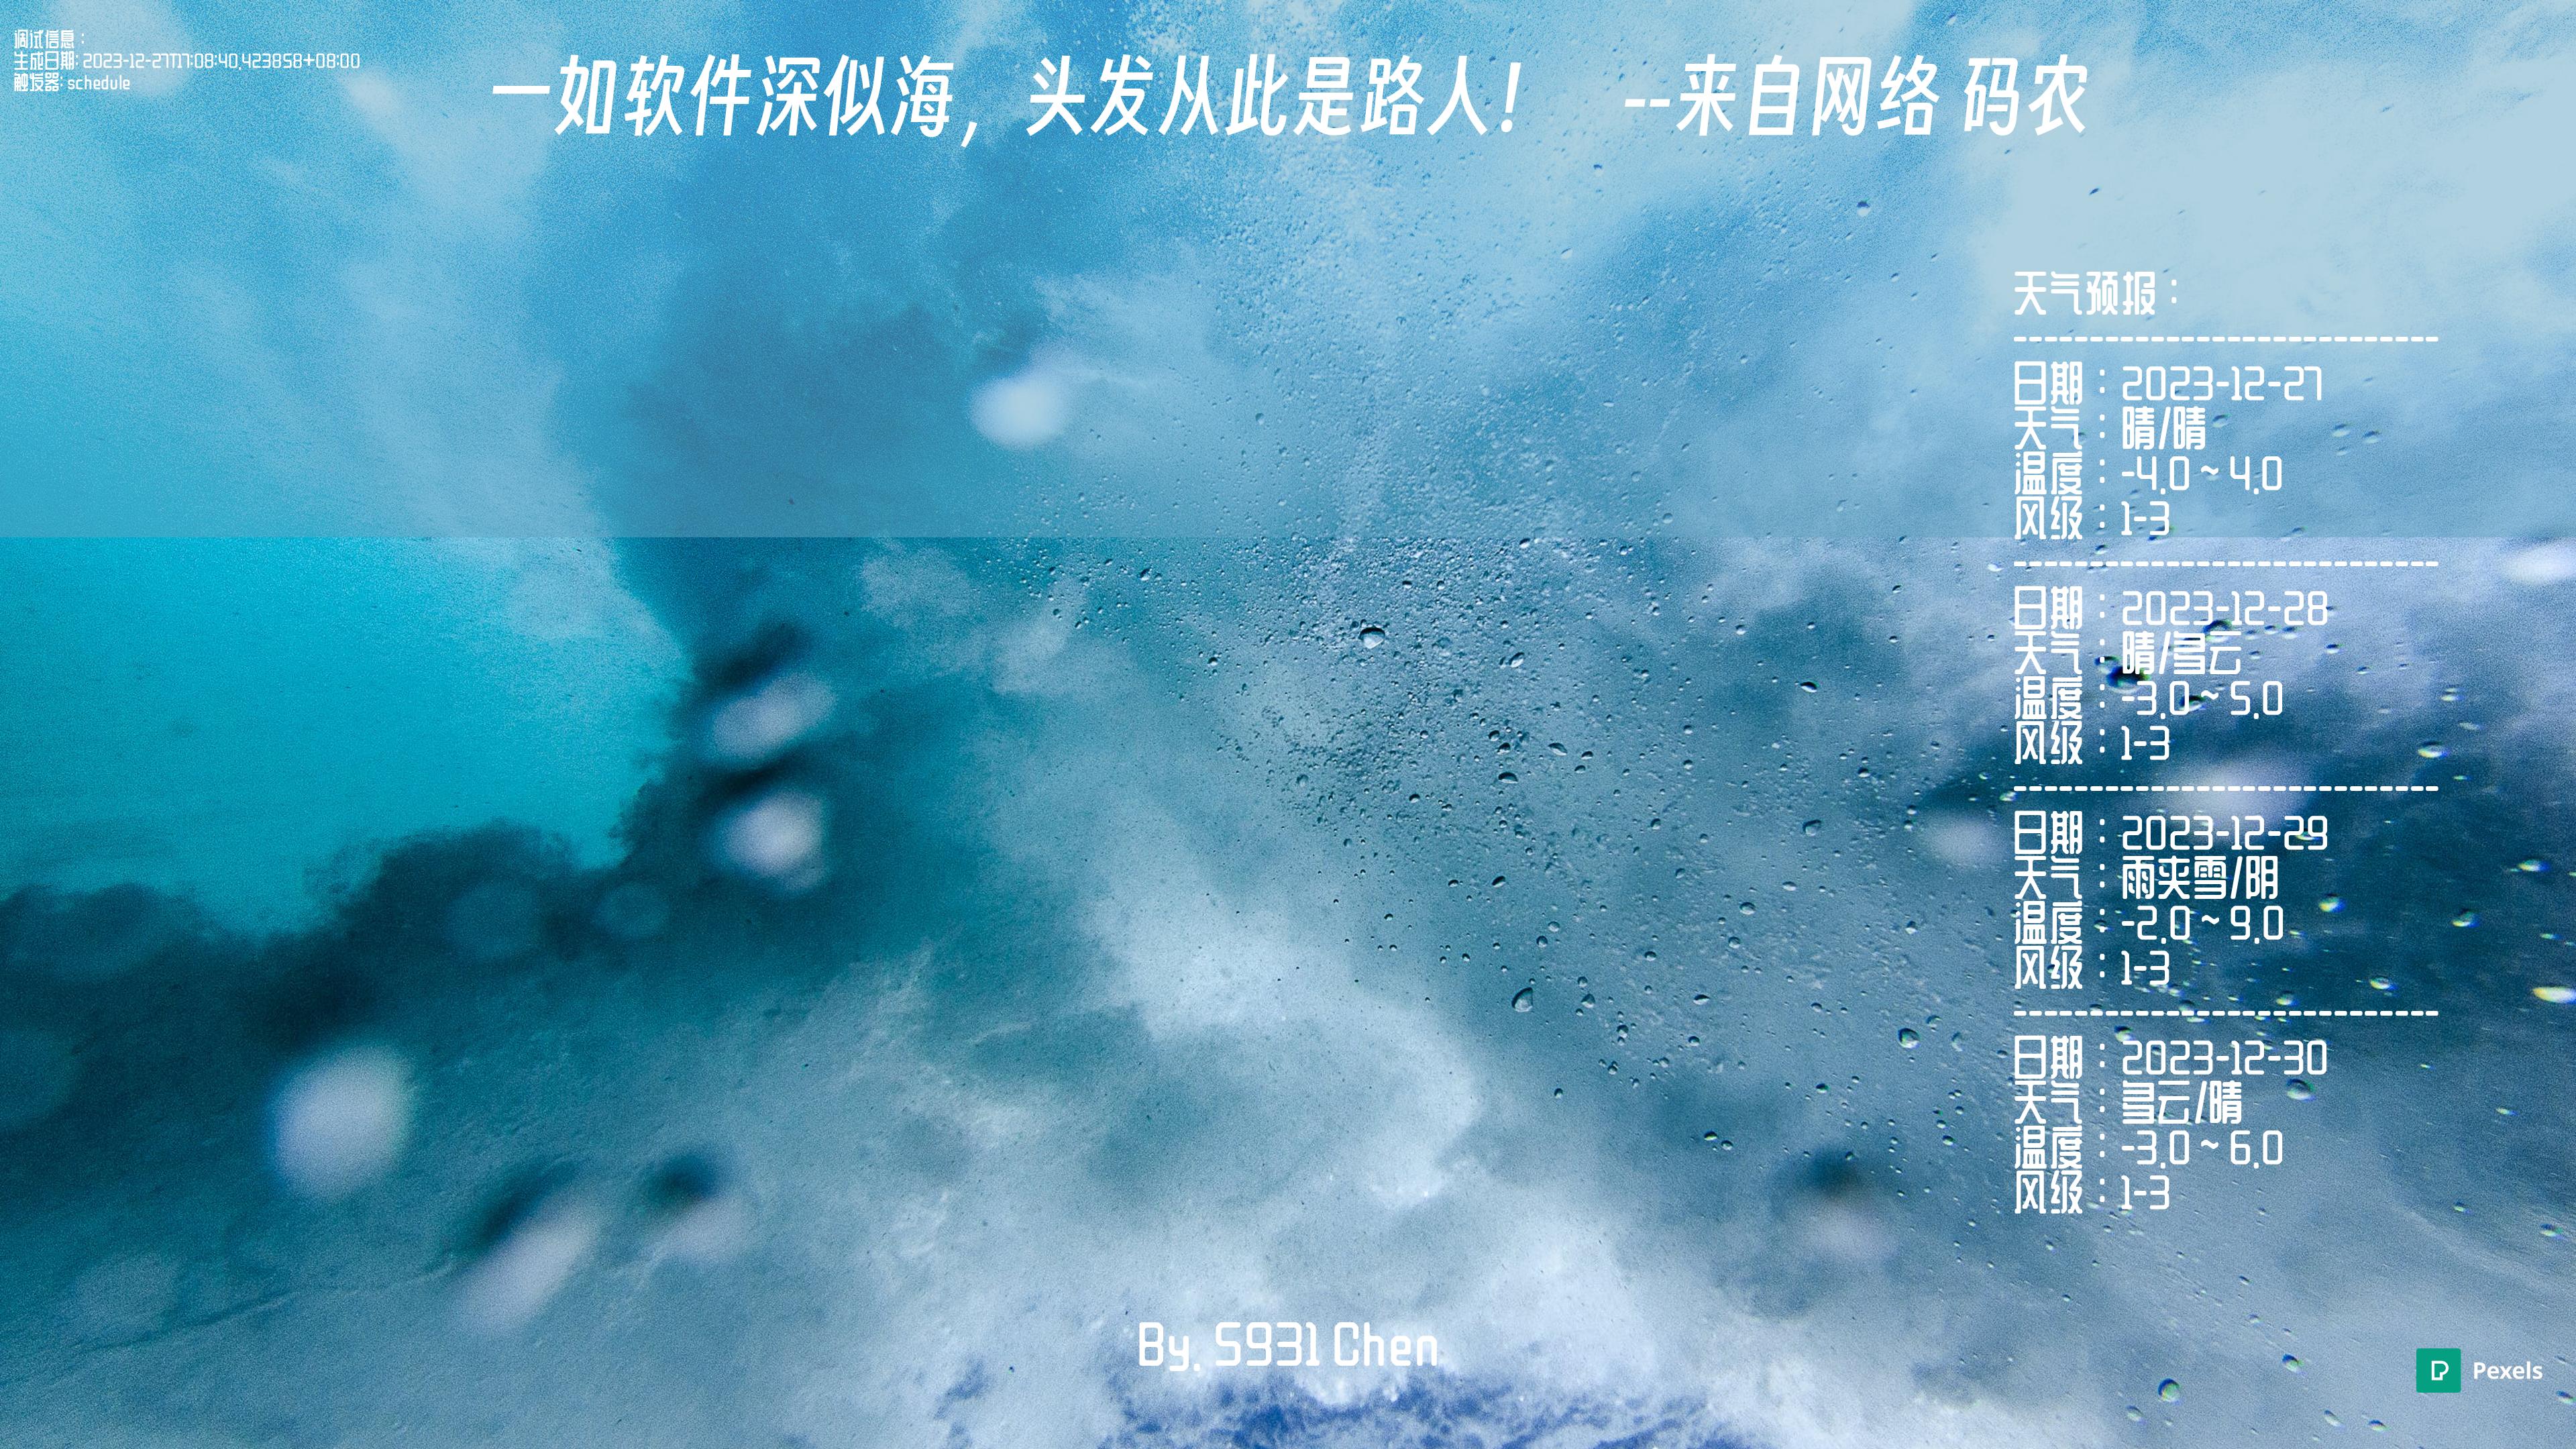 调试信息：
生成日期: 2023-12-27T17:08:40.423858+08:00
触发器: schedule
一如软件深似海，头发从此是路人！ --来自网络 码农
天气预报：
----------------------------
日期：2023-12-27
天气：晴/晴
温度：-4.0 ~ 4.0
风级：1-3
----------------------------
日期：2023-12-28
天气：晴/多云
温度：-3.0 ~ 5.0
风级：1-3
----------------------------
日期：2023-12-29
天气：雨夹雪/阴
温度：-2.0 ~ 9.0
风级：1-3
----------------------------
日期：2023-12-30
天气：多云/晴
温度：-3.0 ~ 6.0
风级：1-3
By. S931 Chen
Pexels